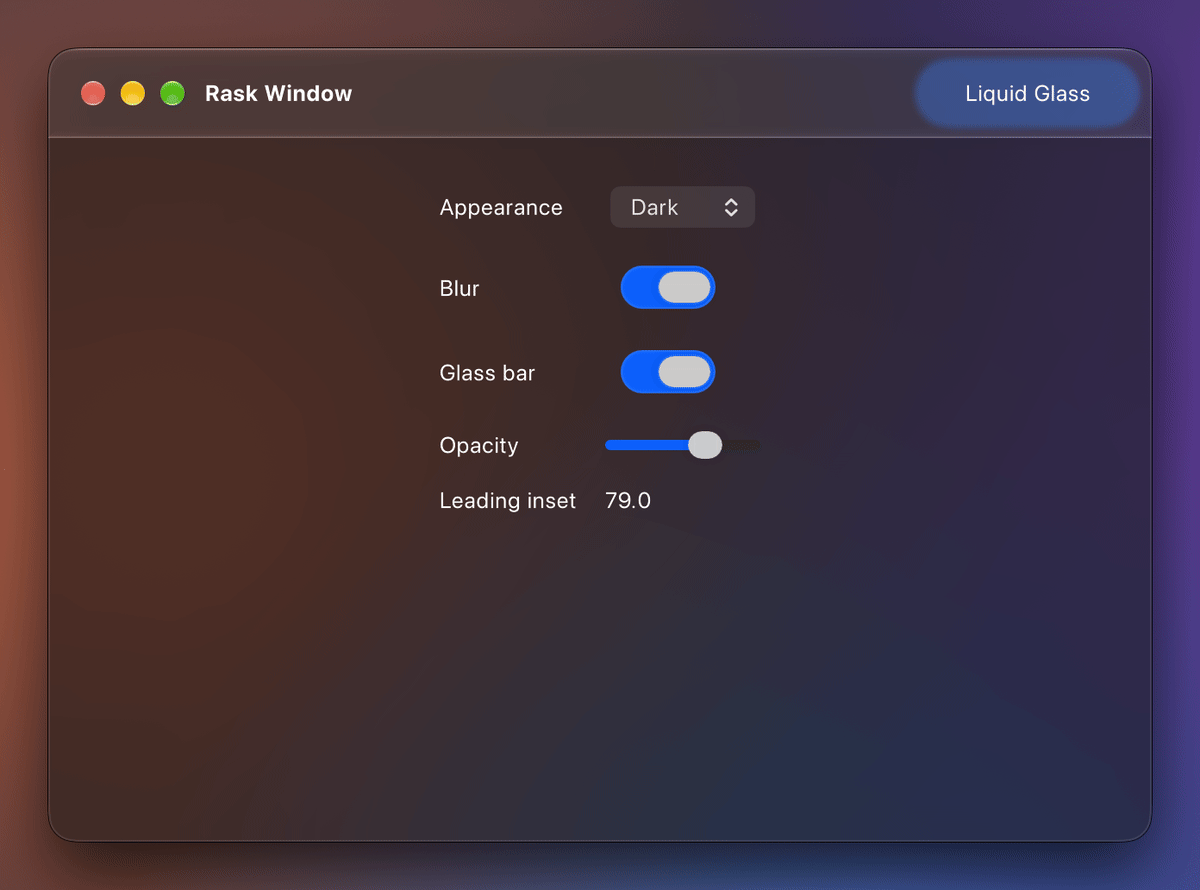 Rask Window
Liquid Glass
Appearance Dark
Blur
Glass bar
Opacity
Leading inset 79.0